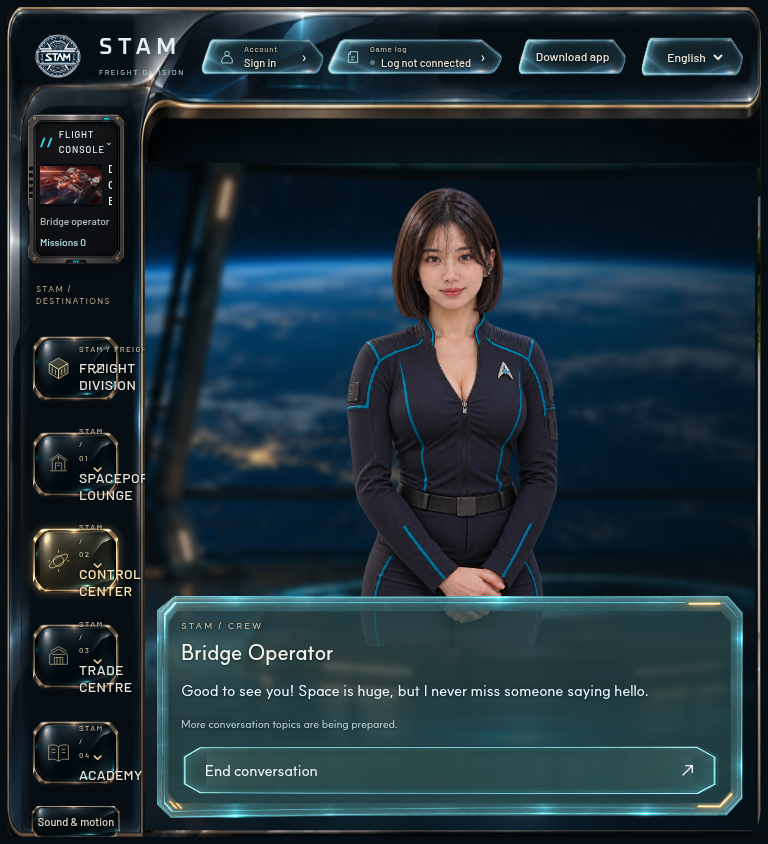 STAM
STAM
FREIGHT DIVISION
Account
Sign in
Game log
Log not connected
Download app
English
// FLIGHT
CONSOLE
Bridge operator
Missions 0
STAM /
DESTINATIONS
STAM / FREIGH
FREIGHT
DIVISION
STAM
/
01
SPACEPOR
LOUNGE
STAM
/
02
CONTROL
CENTER
STAM
/
03
TRADE
CENTRE
STAM
/
04
ACADEMY
Sound & motion
STAM / CREW
Bridge Operator
Good to see you! Space is huge, but I never miss someone saying hello.
More conversation topics are being prepared.
End conversation